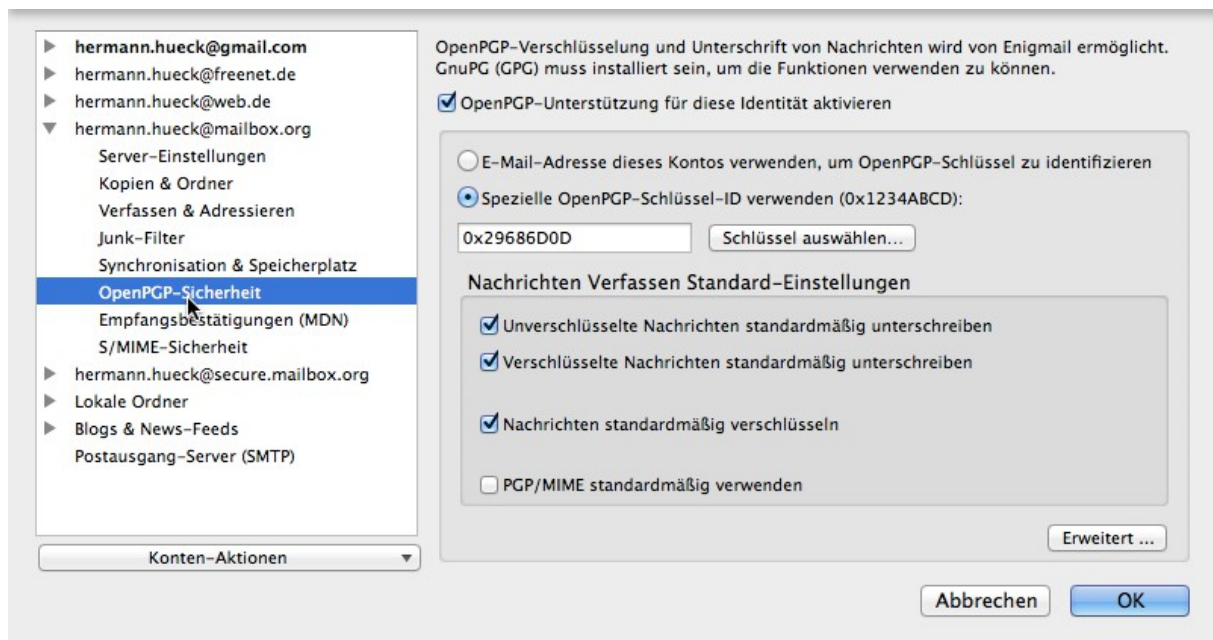 hermann.hueck@gmail.com
hermann.hueck@freenet.de
hermann.hueck@web.de
hermann.hueck@mailbox.org
Server-Einstellungen
Kopien & Ordner
Verfassen & Adressieren
Junk-Filter
Synchronisation & Speicherplatz
OpenPGP-Sicherheit
Empfangsbestätigungen (MDN)
S/MIME-Sicherheit
hermann.hueck@secure.mailbox.org
Lokale Ordner
Blogs & News-Feeds
Postausgang-Server (SMTP)
Konten-Aktionen
OpenPGP-Verschlüsselung und Unterschrift von Nachrichten wird von Enigmail ermöglicht.
GnuPG (GPG) muss installiert sein, um die Funktionen verwenden zu können.
OpenPGP-Unterstützung für diese Identität aktivieren
E-Mail-Adresse dieses Kontos verwenden, um OpenPGP-Schlüssel zu identifizieren
Spezielle OpenPGP-Schlüssel-ID verwenden (0x1234ABCD):
0x29686D0D
Schlüssel auswählen...
Nachrichten Verfassen Standard-Einstellungen
Unverschlüsselte Nachrichten standardmäßig unterschreiben
Verschlüsselte Nachrichten standardmäßig unterschreiben
Nachrichten standardmäßig verschlüsseln
PGP/MIME standardmäßig verwenden
Erweitert ...
Abbrechen
OK